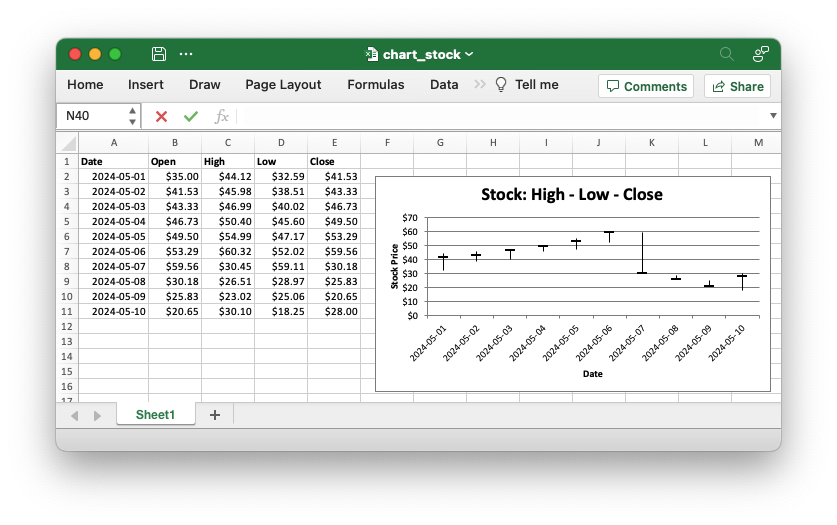 chart_stock
Home Insert Draw Page Layout Formulas Data Tell me Comments Share
N40 fx
A B C D E F G H I J K L M
1 Date Open High Low Close
2 2024-05-01 $35.00 $44.12 $32.59 $41.53
3 2024-05-02 $41.53 $45.98 $38.51 $43.33
4 2024-05-03 $43.33 $46.99 $40.02 $46.73
5 2024-05-04 $46.73 $50.40 $45.60 $49.50
6 2024-05-05 $49.50 $54.99 $47.17 $53.29
7 2024-05-06 $53.29 $60.32 $52.02 $59.56
8 2024-05-07 $59.56 $30.45 $59.11 $30.18
9 2024-05-08 $30.18 $26.51 $28.97 $25.83
10 2024-05-09 $25.83 $23.02 $25.06 $20.65
11 2024-05-10 $20.65 $30.10 $18.25 $28.00
12
13
14
15
16
17
Stock: High - Low - Close
Stock Price
$70
$60
$50
$40
$30
$20
$10
$0
2024-05-01 2024-05-02 2024-05-03 2024-05-04 2024-05-05 2024-05-06 2024-05-07 2024-05-08 2024-05-09 2024-05-10
Date
Sheet1 +